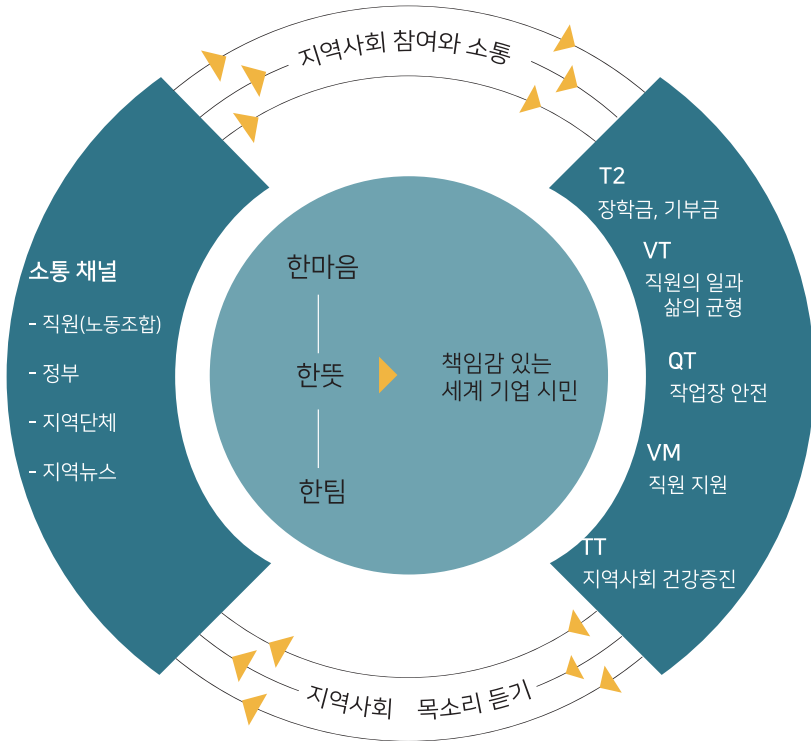 지역사회 참여와 소통
소통 채널
- 직원(노동조합)
- 정부
- 지역단체
- 지역뉴스
한마음
한뜻
한팀
책임감 있는
세계 기업 시민
T2
장학금, 기부금
VT
직원의 일과
삶의 균형
QT
작업장 안전
VM
직원 지원
TT
지역사회 건강증진
지역사회 목소리 듣기